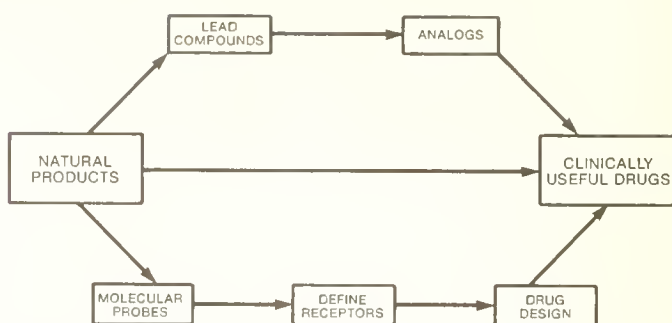 LEAD
COMPOUNDS
ANALOGS
NATURAL
PRODUCTS
CLINICALLY
USEFUL DRUGS
MOLECULAR
PROBES
DEFINE
RECEPTORS
DRUG
DESIGN